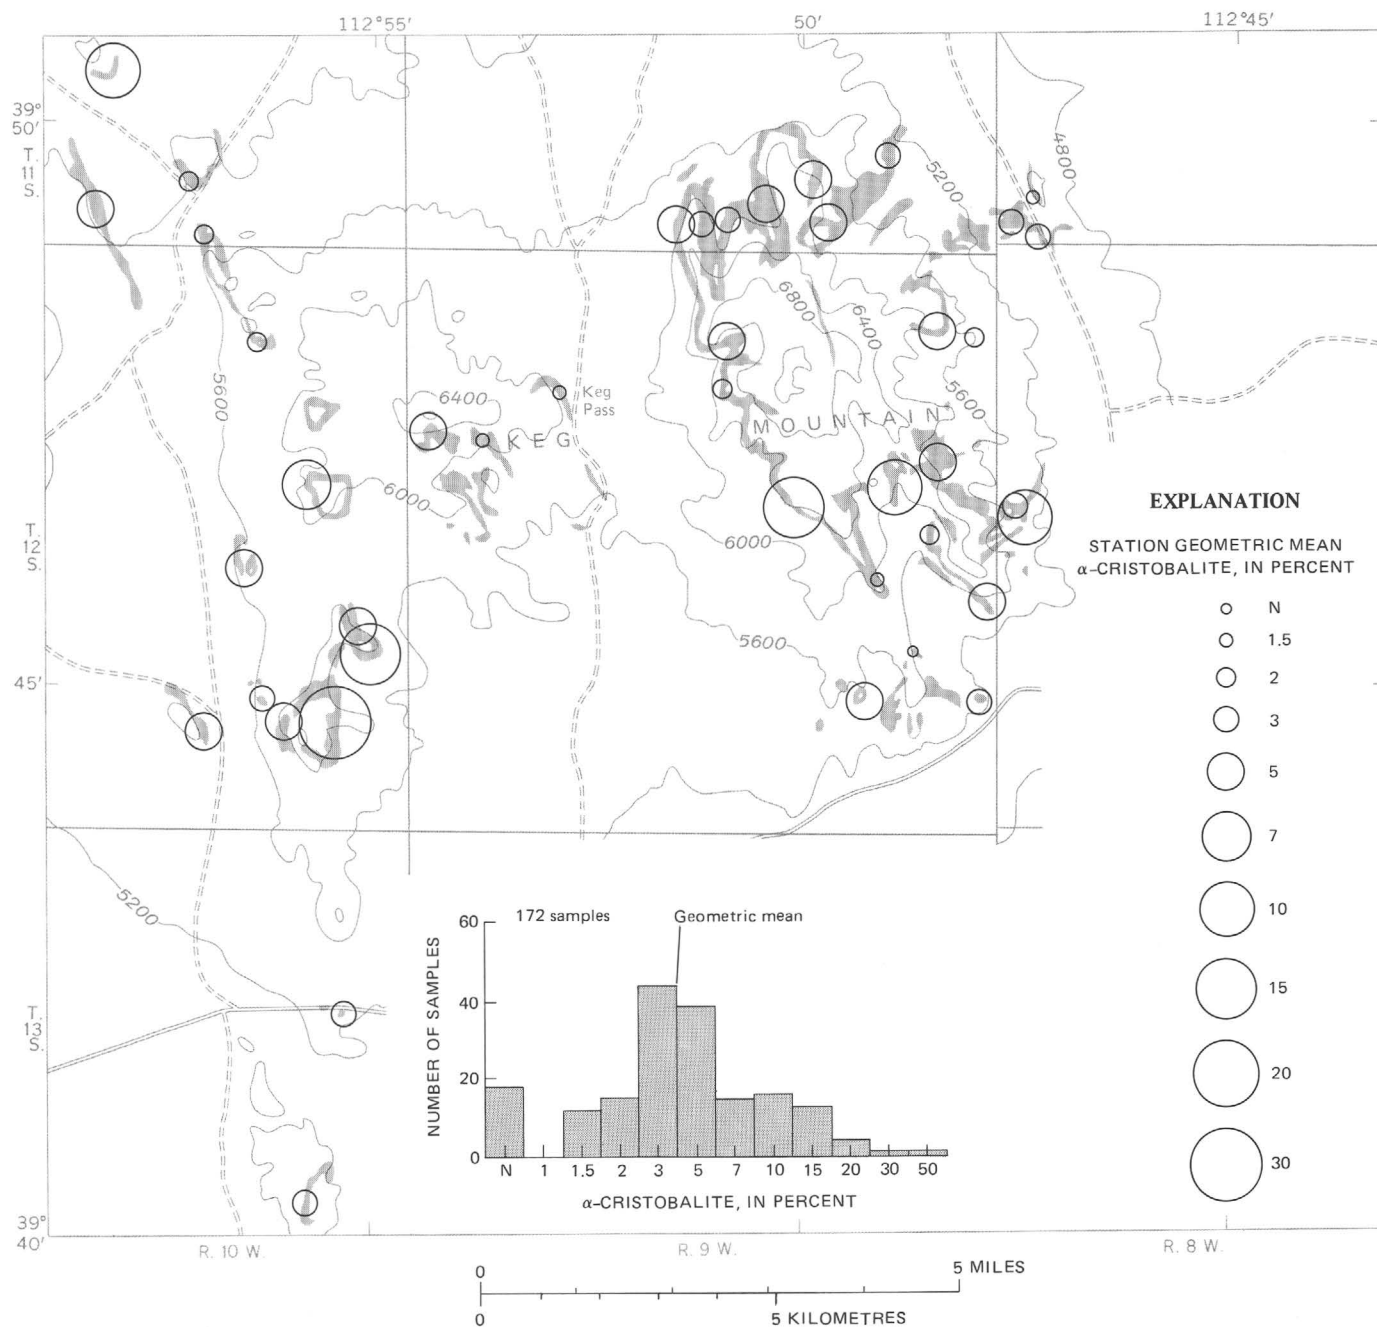 112°55′ 50′ 112°45′
39°
50′
T.
11
S.
4800
5200
6800
6400
5600
5600
6400
Keg
Pass
MOUNTAIN
KEG
6000
EXPLANATION
T.
12
S.
6000
STATION GEOMETRIC MEAN
α-CRISTOBALITE, IN PERCENT
N
1.5
5600
2
45′
3
5
7
5200
10
60
172 samples
Geometric mean
40
20
0
NUMBER OF SAMPLES
N 1 1.5 2 3 5 7 10 15 20 30 50
α-CRISTOBALITE, IN PERCENT
15
T.
13
S.
20
30
39°
40′
R. 10 W. R. 9 W. R. 8 W.
0 5 MILES
0 5 KILOMETRES